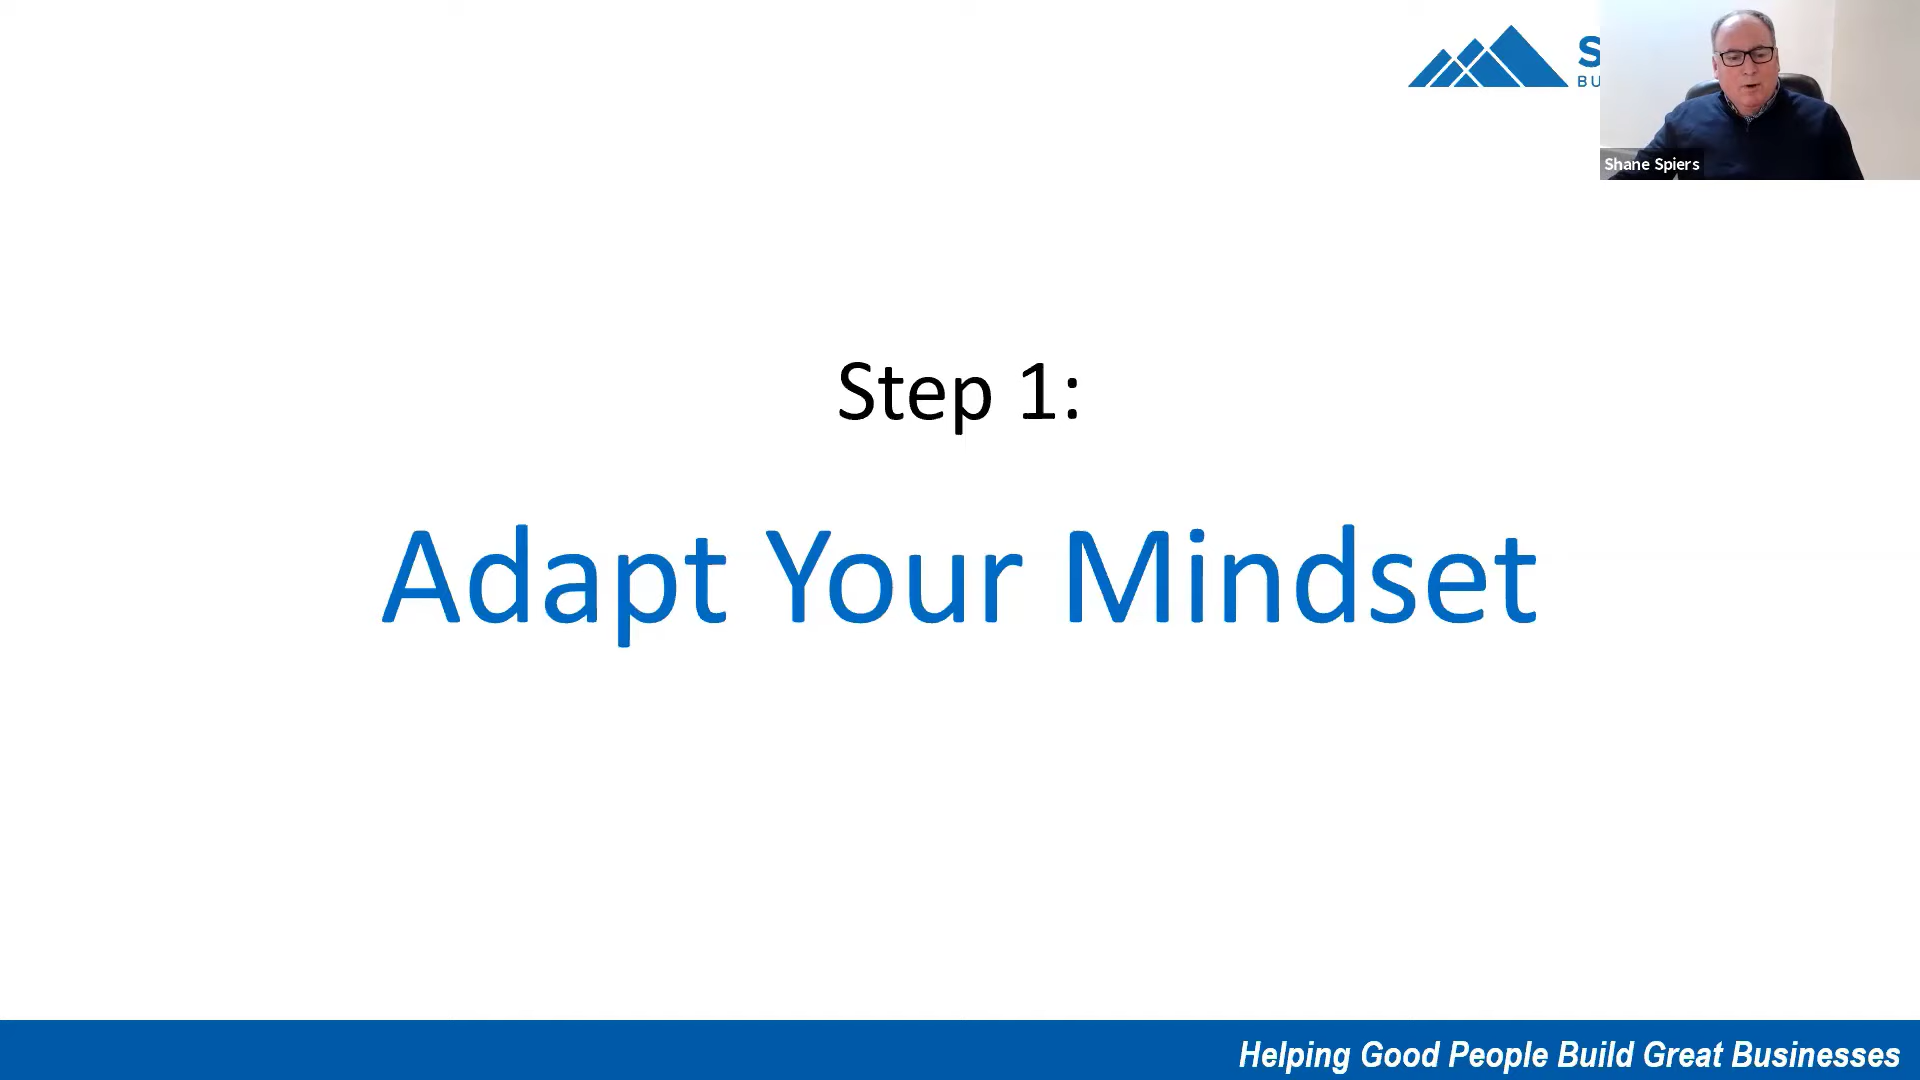 Shane Spiers
Step 1:
Adapt Your Mindset
Helping Good People Build Great Businesses